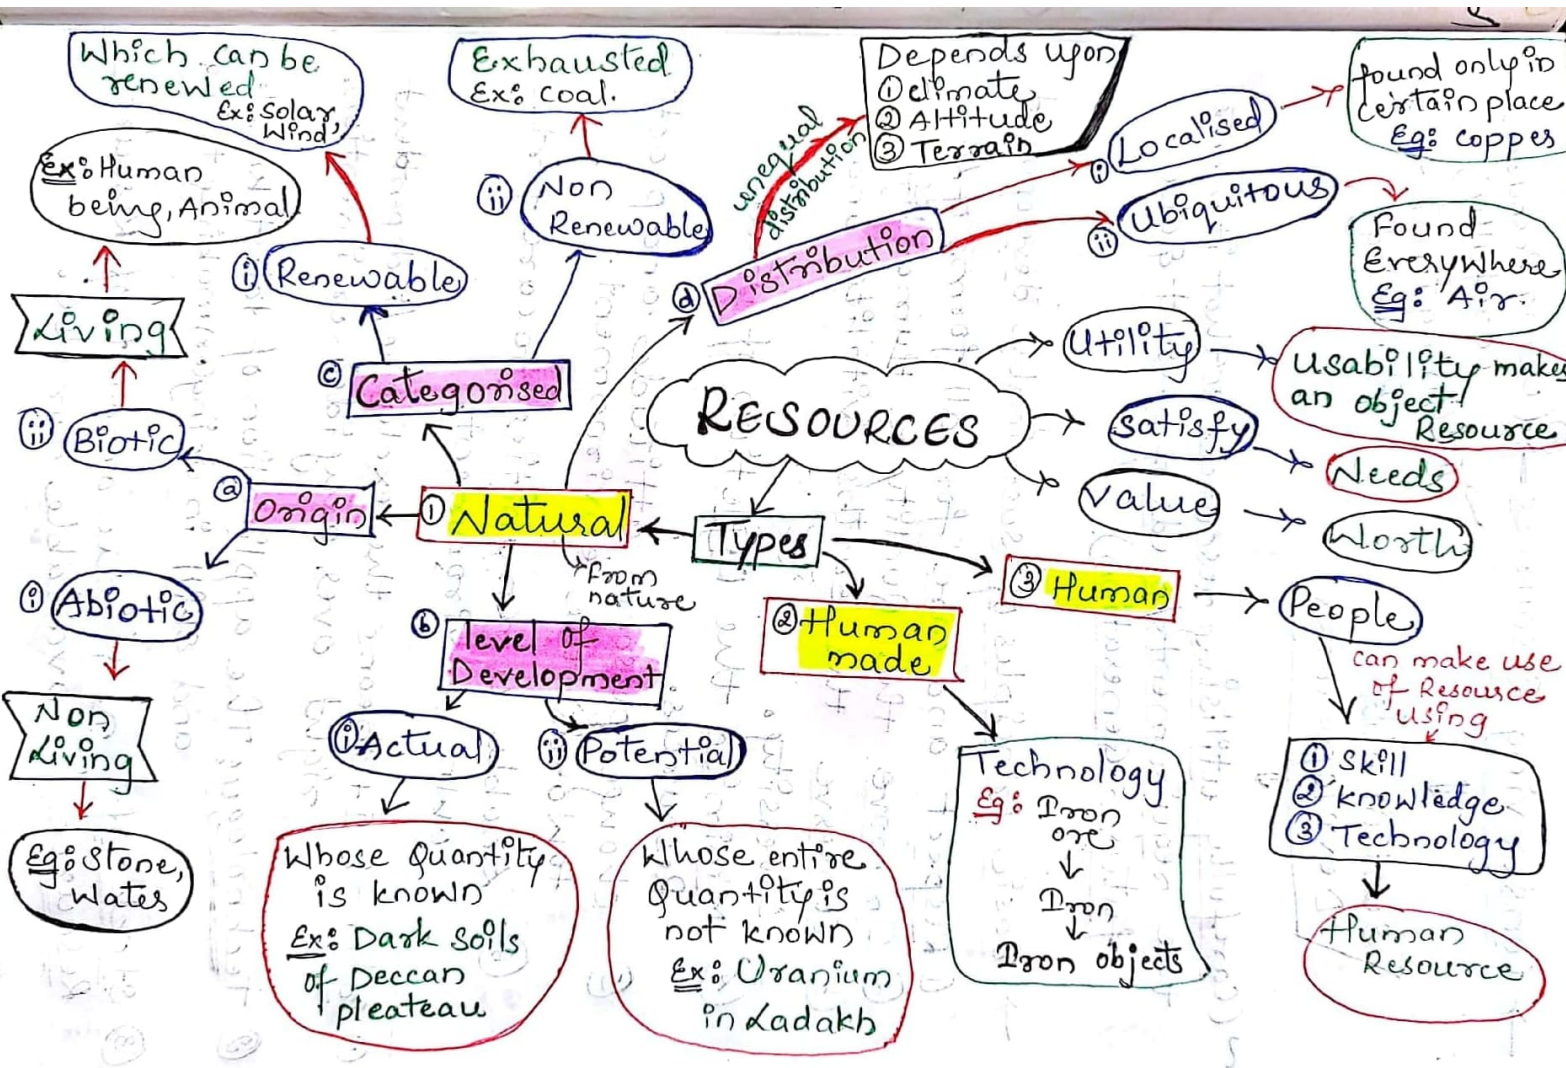 Which can be
renewed
Ex: Solar
Wind,
Exhausted
Ex: Coal.
Depends upon
① climate
② Altitude
③ Terrain
unequal
distribution
found only in
certain place
Eg: coppes
i Localised
ii Ubiquitous
Found
Everywhere
Eg: Air.
Ex: Human
being, Animal
Living
ii Biotic
i Renewable
ii Non
Renewable
ⓒ Categorised
ⓓ Distribution
RESOURCES
Utility
Usability makes
an object
Resource
Satisfy
Needs
Value
Worth
Types
① Natural
From
nature
ⓐ Origin
i Abiotic
Non
Living
Eg: Stone,
Wates
ⓑ level of
Development
i Actual
Whose Quantity
is known
Ex: Dark Soils
of Deccan
pleateau
ii Potential
Whose entire
Quantity is
not known
Ex: Uranium
in Ladakh
② Human
made
Technology
Eg: Iron
ore
Iron
Iron objects
③ Human
People
can make use
of Resource
using
① Skill
② Knowledge
③ Technology
Human
Resource